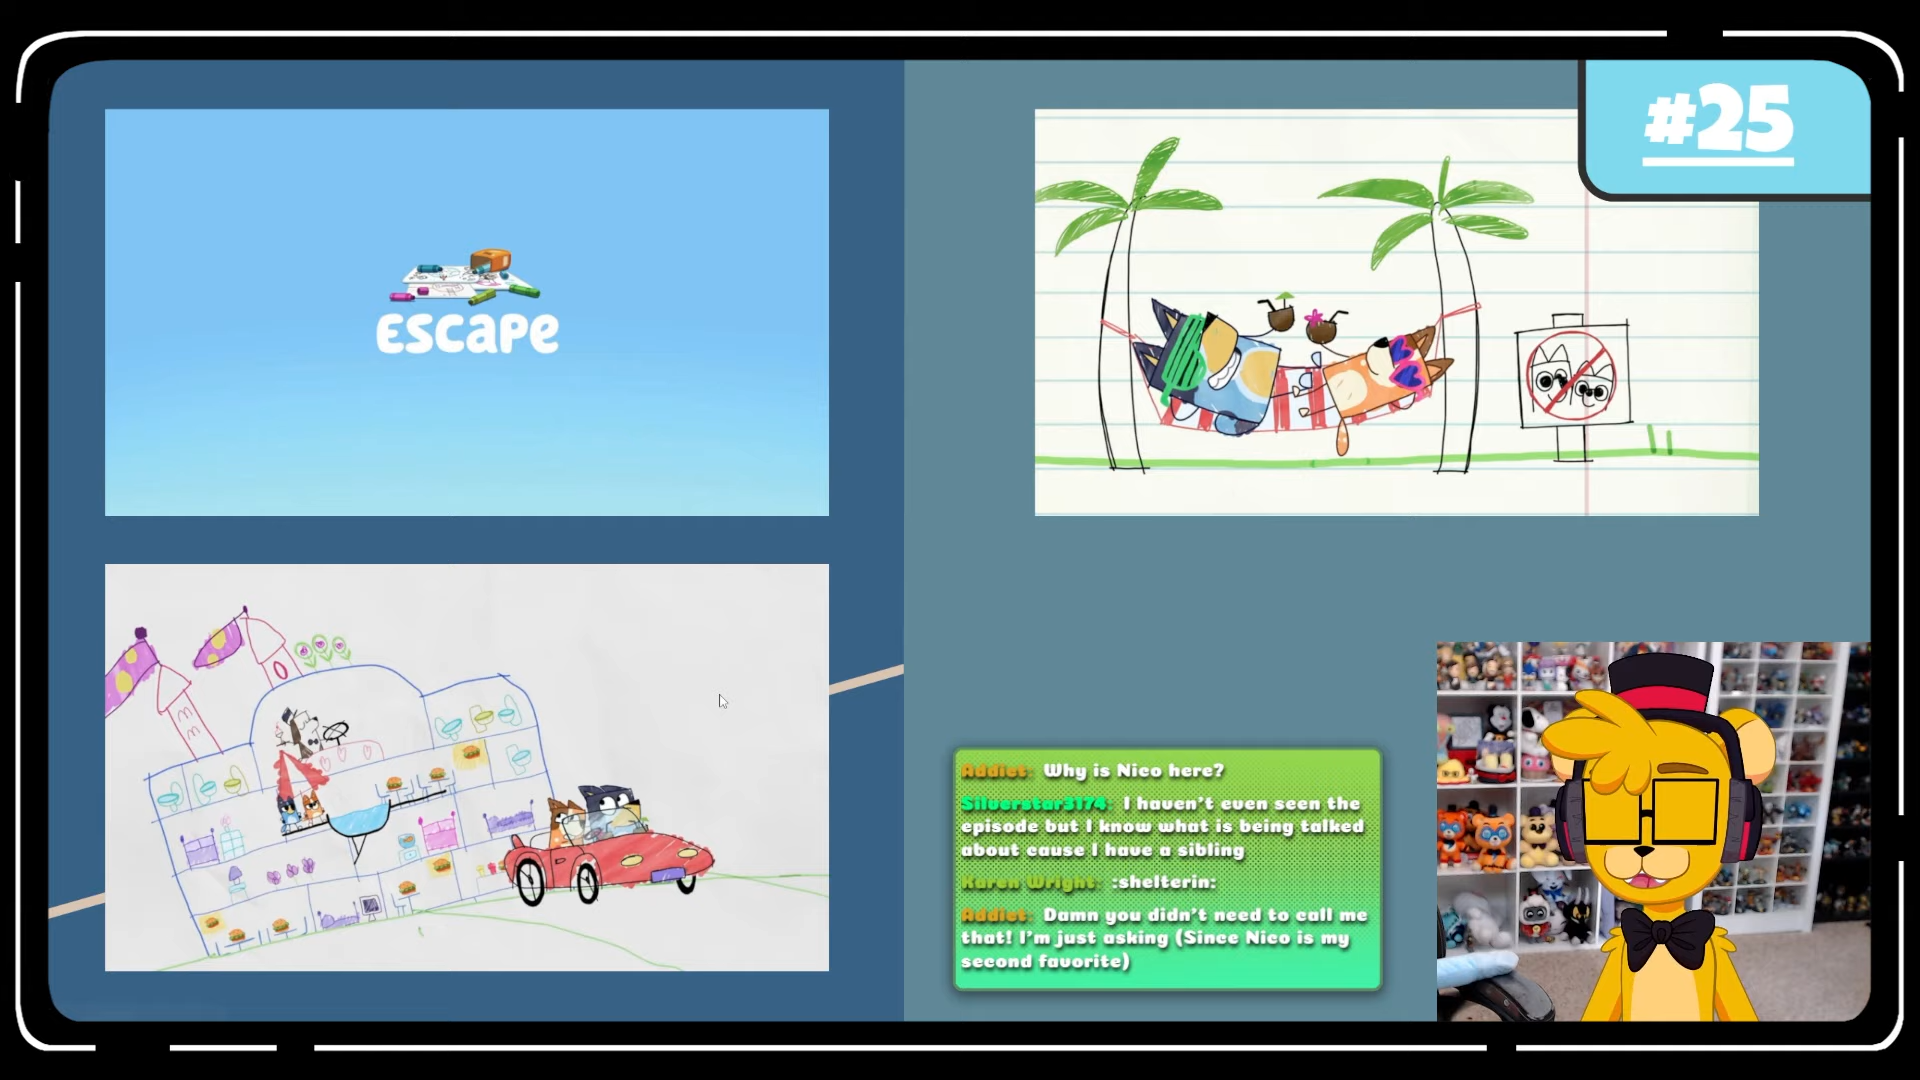 #25
ESCAPE
Addict: Why is Nico here?
Silverstar3174: I haven't even seen the
episode but I know what is being talked
about cause I have a sibling
Karen Wright: :shelterin:
Addict: Damn you didn't need to call me
that! I'm just asking (Since Nico is my
second favorite)